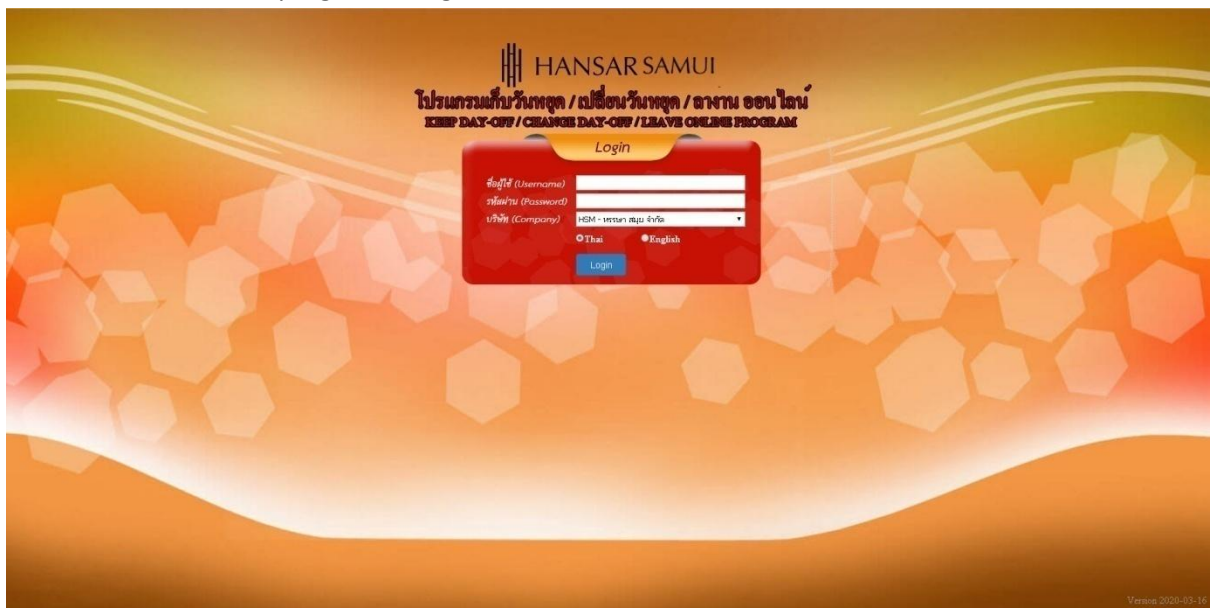 HANSAR SAMUI
โปรแกรมเก็บวันหยุด / เปลี่ยนวันหยุด / ลางาน ออนไลน์
KEEP DAY-OFF / CHANGE DAY-OFF / LEAVE ONLINE PROGRAM
Login
ชื่อผู้ใช้ (Username)
รหัสผ่าน (Password)
บริษัท (Company) HSM - หรรษา สมุย จำกัด
Thai English
Login
Version 2020-03-16